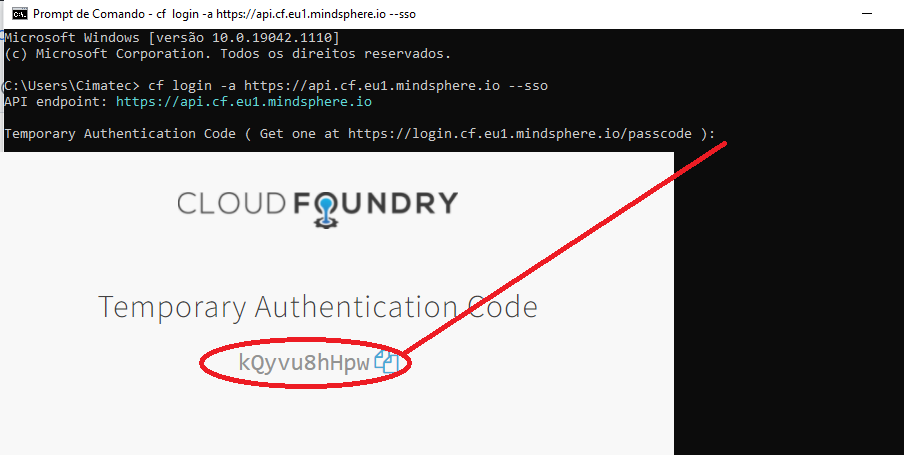 Prompt de Comando - cf  login -a https://api.cf.eu1.mindsphere.io --sso
Microsoft Windows [versão 10.0.19042.1110]
(c) Microsoft Corporation. Todos os direitos reservados.
C:\Users\Cimatec> cf login -a https://api.cf.eu1.mindsphere.io --sso
API endpoint: https://api.cf.eu1.mindsphere.io
Temporary Authentication Code ( Get one at https://login.cf.eu1.mindsphere.io/passcode ):
CLOUD FOUNDRY
Temporary Authentication Code
kQyvu8hHpw